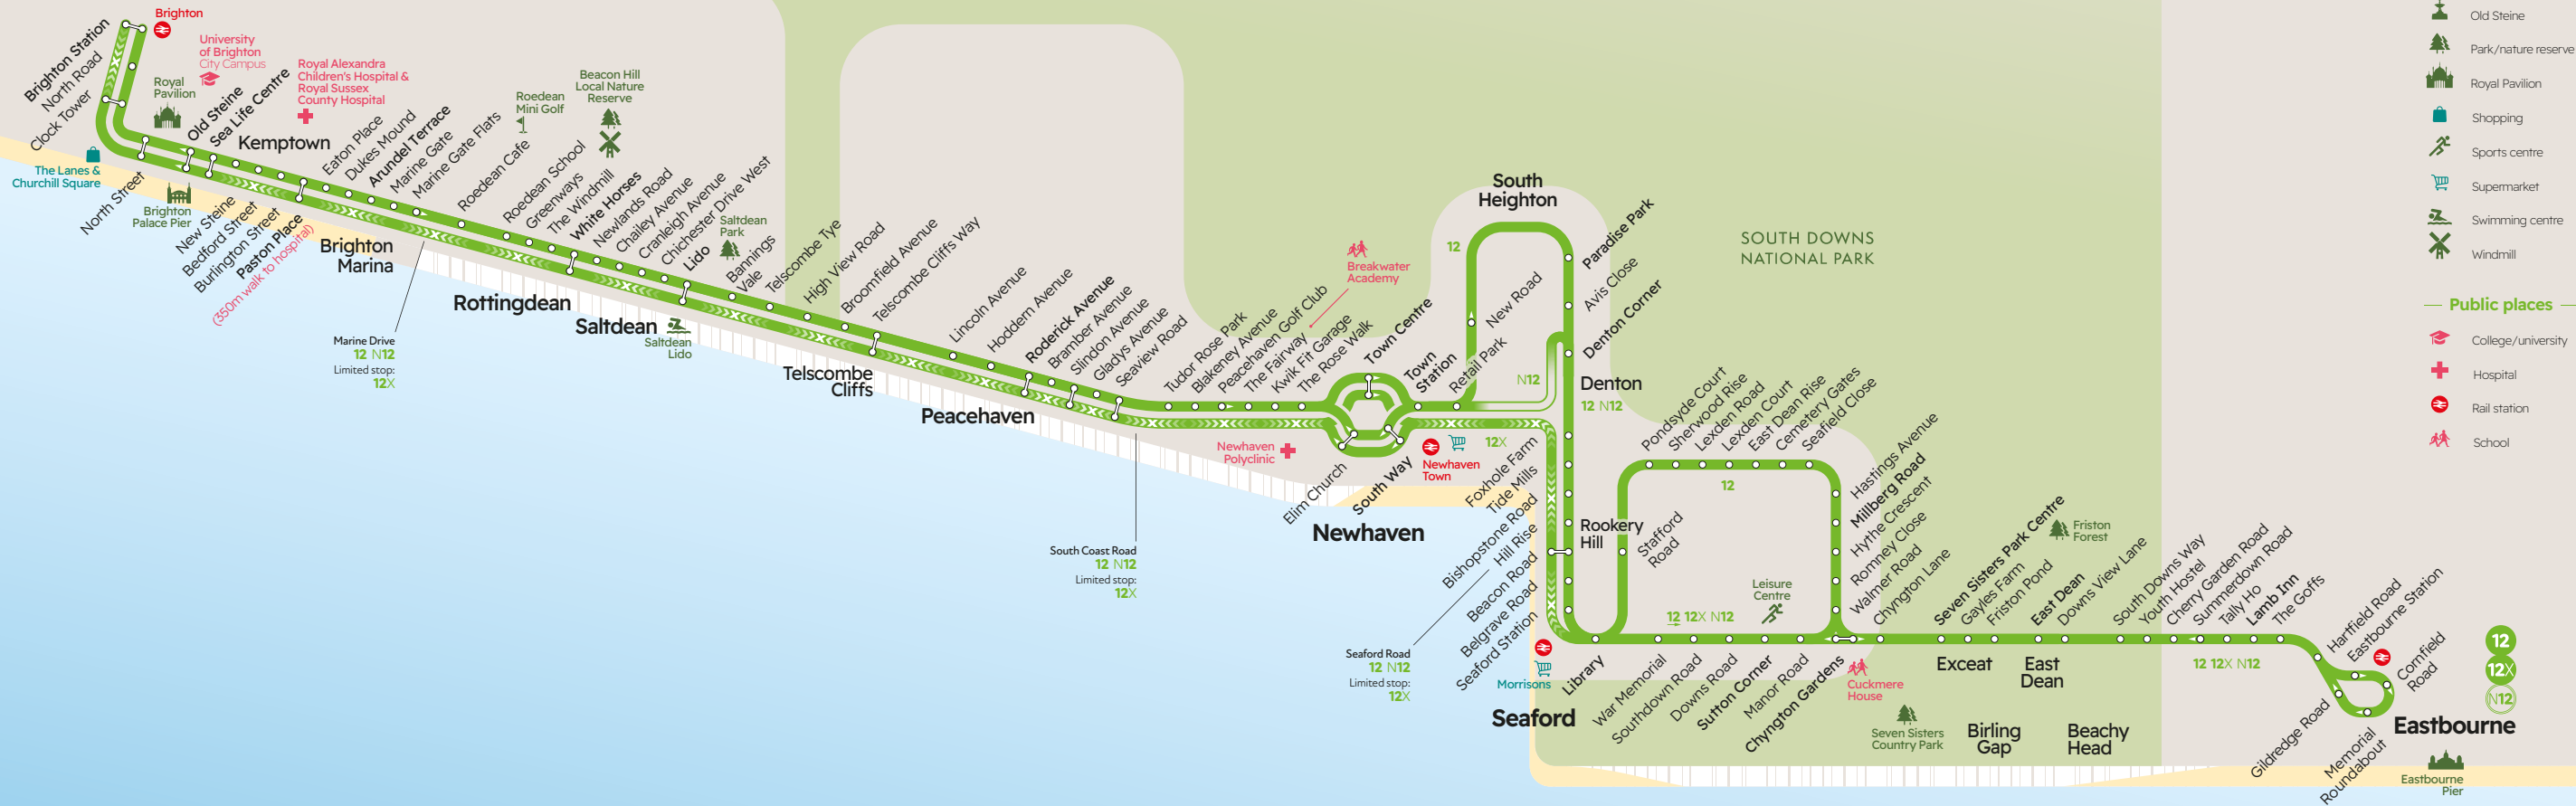 Brighton
Brighton Station
North Road
Clock Tower
University
of Brighton
City Campus
Royal
Pavilion
Old Steine
Sea Life Centre
Royal Alexandra
Children's Hospital &
Royal Sussex
County Hospital
Kemptown
The Lanes &
Churchill Square
North Street
Brighton
Palace Pier
New Steine
Bedford Street
Burlington Street
Paston Place
(350m walk to hospital)
Eaton Place
Dukes Mound
Arundel Terrace
Marine Gate
Marine Gate Flats
Brighton
Marina
Marine Drive
12 N12
Limited stop:
12X
Roedean
Mini Golf
Roedean Cafe
Roedean School
Greenways
The Windmill
White Horses
Beacon Hill
Local Nature
Reserve
Rottingdean
Newlands Road
Chailey Avenue
Cranleigh Avenue
Chichester Drive West
Lido
Saltdean
Saltdean
Lido
Saltdean
Park
Bannings
Vale
Telscombe Tye
High View Road
Broomfield Avenue
Telscombe Cliffs Way
Telscombe
Cliffs
Lincoln Avenue
Hoddern Avenue
Roderick Avenue
Bramber Avenue
Slindon Avenue
Gladys Avenue
Seaview Road
Peacehaven
South Coast Road
12 N12
Limited stop:
12X
Tudor Rose Park
Blakeney Avenue
Peacehaven Golf Club
The Fairway
Kwik Fit Garage
The Rose Walk
Breakwater
Academy
Newhaven
Polyclinic
Town Centre
Town
Station
Elim Church
South Way
Newhaven
Newhaven
Town
Retail Park
New Road
12
South
Heighton
Paradise Park
Avis Close
Denton Corner
N12
12X
Denton
12 N12
SOUTH DOWNS
NATIONAL PARK
Foxhole Farm
Tide Mills
Bishopstone Road
Hill Rise
Beacon Road
Belgrave Road
Seaford Station
Rookery
Hill
Seaford Road
12 N12
Limited stop:
12X
Morrisons
Library
Seaford
Stafford
Road
Pondsyde Court
Sherwood Rise
Lexden Road
Lexden Court
East Dean Rise
Cemetery Gates
Seafield Close
12
Hastings Avenue
Millberg Road
Hythe Crescent
Romney Close
Walmer Road
Chyngton Lane
12 12X N12
Leisure
Centre
War Memorial
Southdown Road
Downs Road
Sutton Corner
Manor Road
Chyngton Gardens
Cuckmere
House
Seven Sisters Park Centre
Gayles Farm
Friston Pond
Friston
Forest
East Dean
Downs View Lane
Exceat
East
Dean
Seven Sisters
Country Park
Birling
Gap
Beachy
Head
South Downs Way
Youth Hostel
Cherry Garden Road
Summerdown Road
Tally Ho
Lamb Inn
The Goffs
12 12X N12
Hartfield Road
Eastbourne Station
Cornfield
Road
Gildredge Road
Memorial
Roundabout
Eastbourne
Eastbourne
Pier
12
12X
N12
Old Steine
Park/nature reserve
Royal Pavilion
Shopping
Sports centre
Supermarket
Swimming centre
Windmill
Public places
College/university
Hospital
Rail station
School